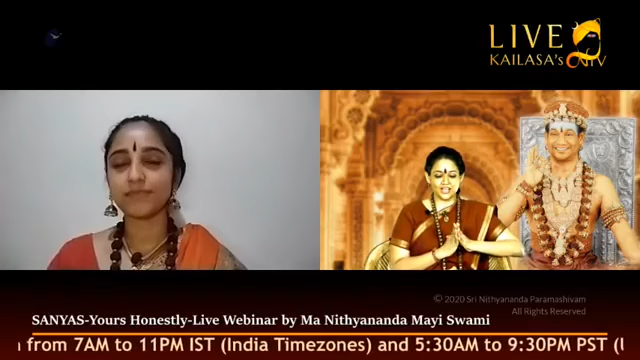 LIVE
KAILASA's NTV
© 2020 Sri Nithyananda Paramashivam
All Rights Reserved
SANYAS-Yours Honestly-Live Webinar by Ma Nithyananda Mayi Swami
from 7AM to 11PM IST (India Timezones) and 5:30AM to 9:30PM PST (